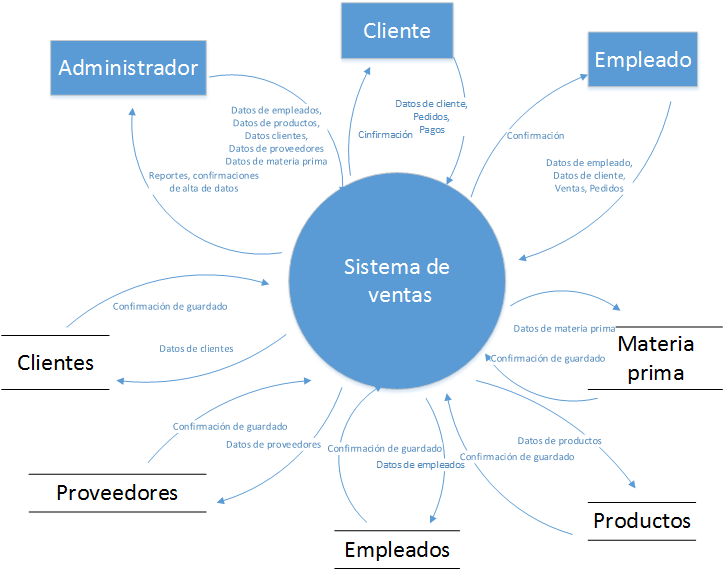 Cliente
Administrador
Empleado
Datos de empleados,
Datos de productos,
Datos clientes,
Datos de proveedores
Datos de materia prima
Datos de cliente,
Pedidos,
Pagos
Cinfirmación
Confirmación
Datos de empleado,
Datos de cliente,
Ventas, Pedidos
Reportes, confirmaciones
de alta de datos
Sistema de
ventas
Confirmación de guardado
Datos de clientes
Clientes
Datos de materia prima
Confirmación de guardado
Materia
prima
Confirmación de guardado
Datos de proveedores
Proveedores
Confirmación de guardado
Datos de empleados
Empleados
Datos de productos
Confirmación de guardado
Productos